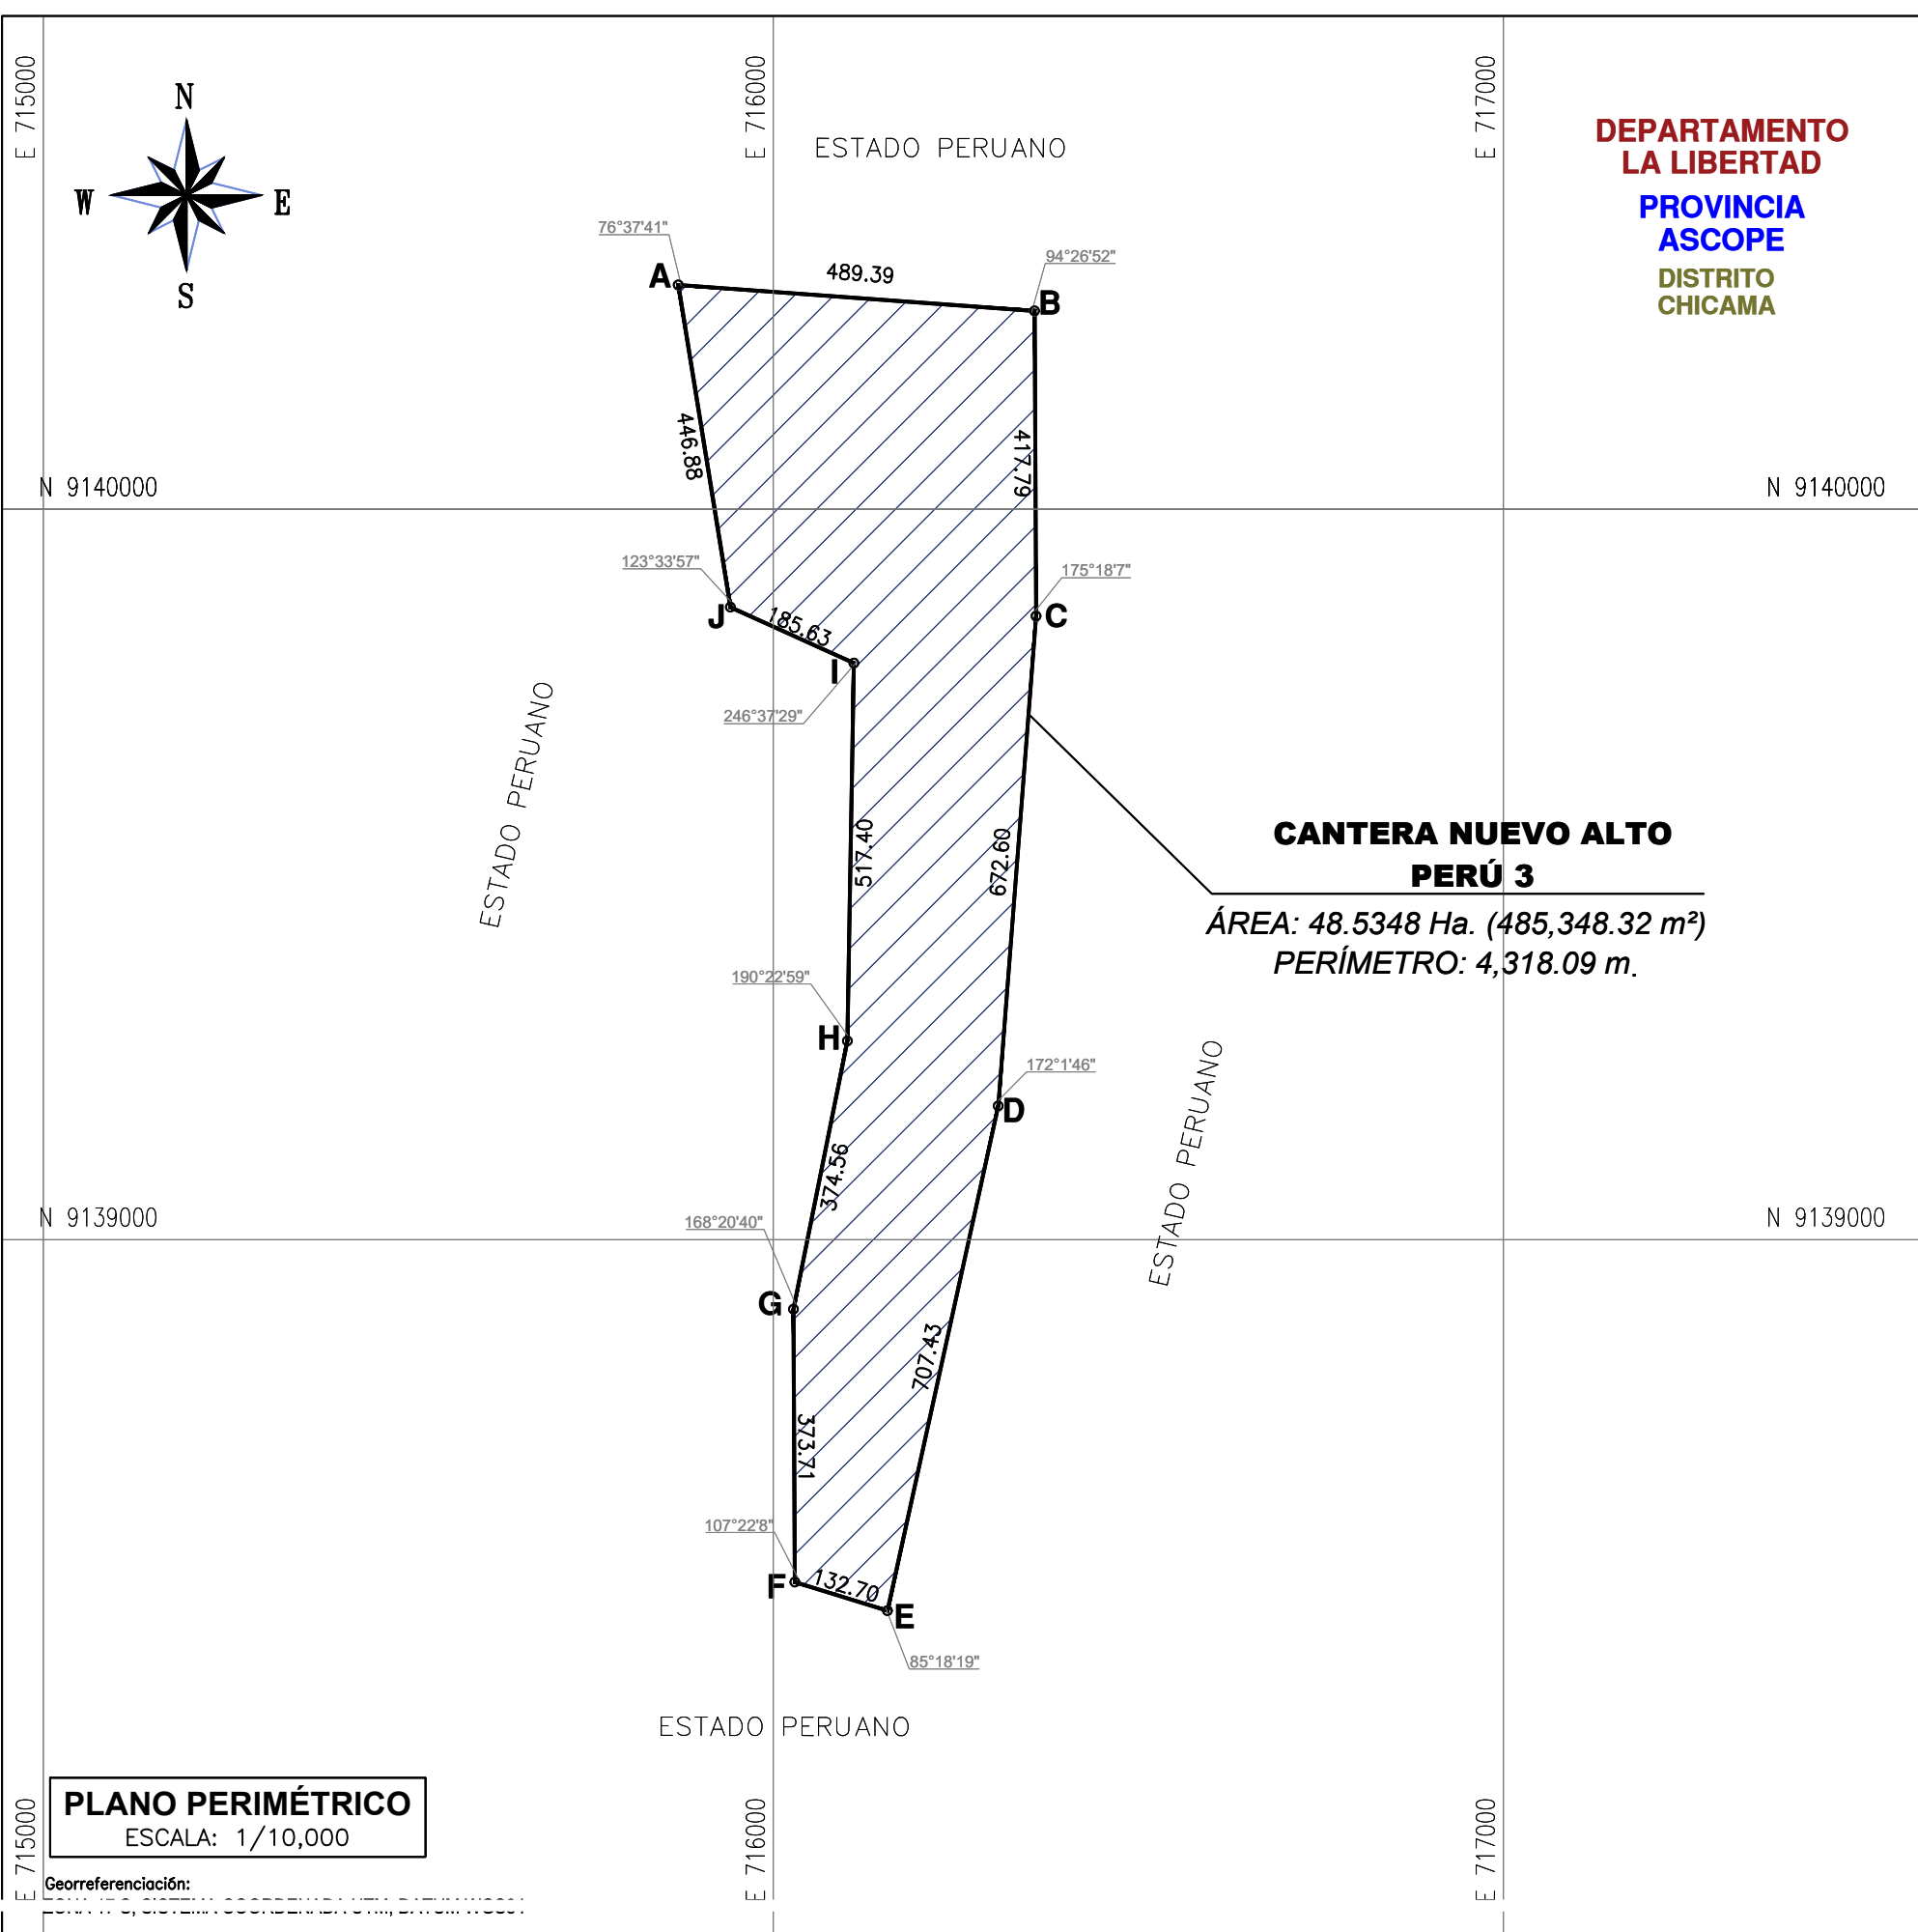 E 715000
E 716000
E 717000
N
W
E
S
ESTADO PERUANO
DEPARTAMENTO
LA LIBERTAD
PROVINCIA
ASCOPE
DISTRITO
CHICAMA
76°37'41"
94°26'52"
A
489.39
B
446.88
417.79
N 9140000
N 9140000
123°33'57"
175°18'7"
J
185.63
C
I
246°37'29"
ESTADO PERUANO
517.40
672.60
CANTERA NUEVO ALTO
PERÚ 3
ÁREA: 48.5348 Ha. (485,348.32 m²)
PERÍMETRO: 4,318.09 m.
190°22'59"
H
172°1'46"
D
ESTADO PERUANO
374.56
168°20'40"
N 9139000
N 9139000
G
707.43
373.71
107°22'8"
F
132.70
E
85°18'19"
ESTADO PERUANO
PLANO PERIMÉTRICO
ESCALA: 1/10,000
E 715000
E 716000
E 717000
Georreferenciación: